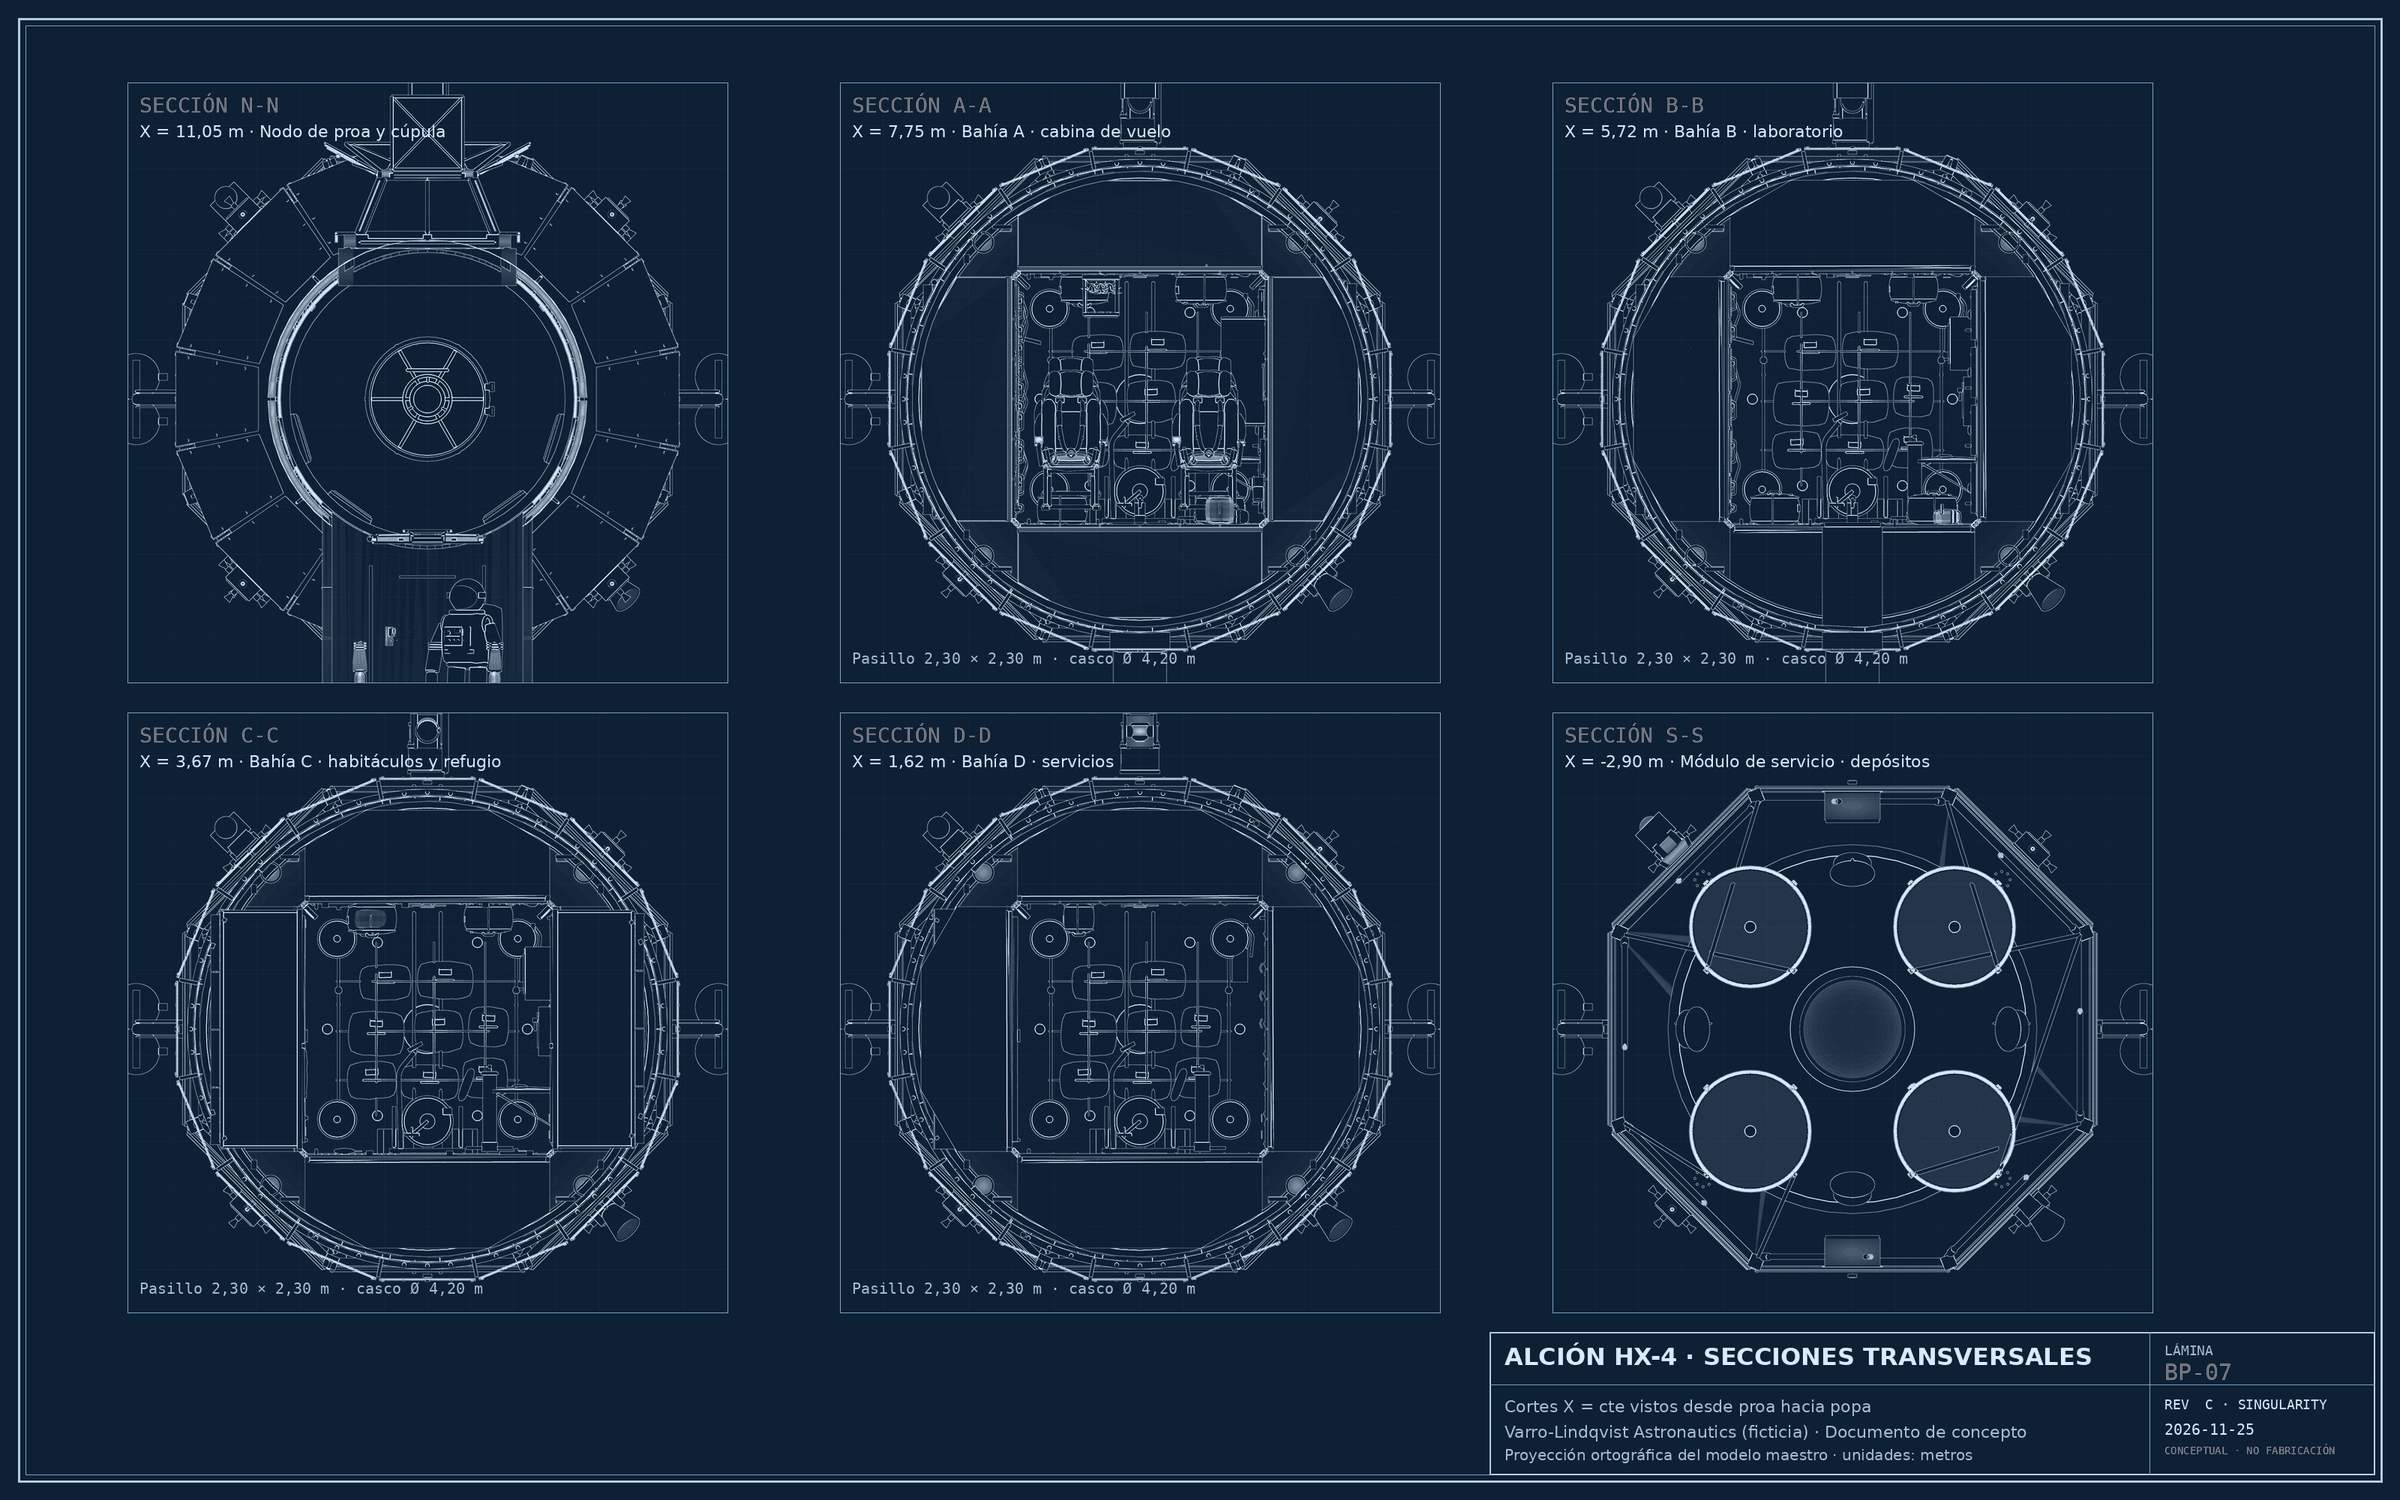 SECCIÓN N-N
X = 11,05 m · Nodo de proa y cúpula
SECCIÓN A-A
X = 7,75 m · Bahía A · cabina de vuelo
Pasillo 2,30 × 2,30 m · casco Ø 4,20 m
SECCIÓN B-B
X = 5,72 m · Bahía B · laboratorio
Pasillo 2,30 × 2,30 m · casco Ø 4,20 m
SECCIÓN C-C
X = 3,67 m · Bahía C · habitáculos y refugio
Pasillo 2,30 × 2,30 m · casco Ø 4,20 m
SECCIÓN D-D
X = 1,62 m · Bahía D · servicios
Pasillo 2,30 × 2,30 m · casco Ø 4,20 m
SECCIÓN S-S
X = -2,90 m · Módulo de servicio · depósitos
ALCIÓN HX-4 · SECCIONES TRANSVERSALES
Cortes X = cte vistos desde proa hacia popa
Varro-Lindqvist Astronautics (ficticia) · Documento de concepto
Proyección ortográfica del modelo maestro · unidades: metros
LÁMINA
BP-07
REV C · SINGULARITY
2026-11-25
CONCEPTUAL · NO FABRICACIÓN